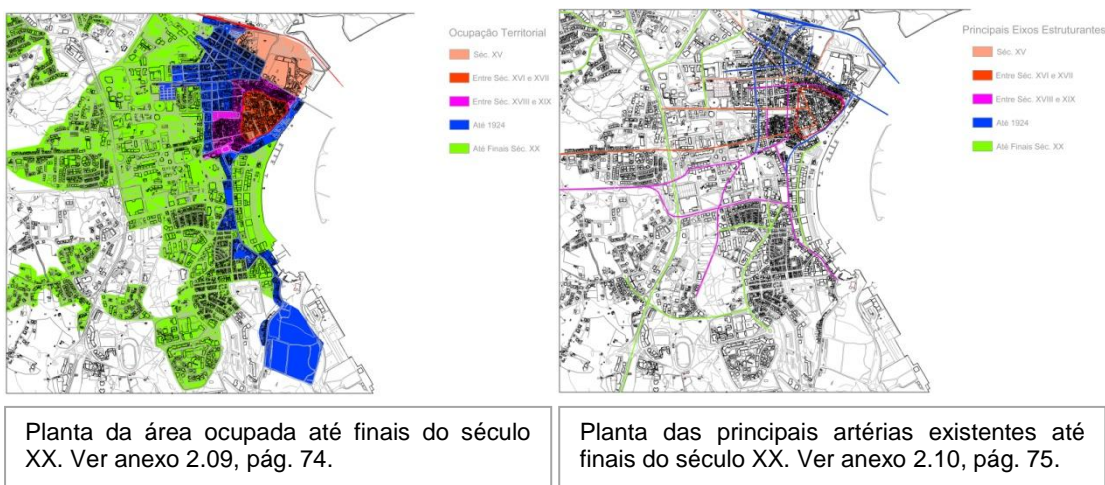 Ocupação Territorial
Séc. XV
Entre Séc. XVI e XVII
Entre Séc. XVIII e XIX
Até 1924
Até Finais Séc. XX
Principais Eixos Estruturantes
Séc. XV
Entre Séc. XVI e XVII
Entre Séc. XVIII e XIX
Até 1924
Até Finais Séc. XX
Planta da área ocupada até finais do século
XX. Ver anexo 2.09, pág. 74.
Planta das principais artérias existentes até
finais do século XX. Ver anexo 2.10, pág. 75.